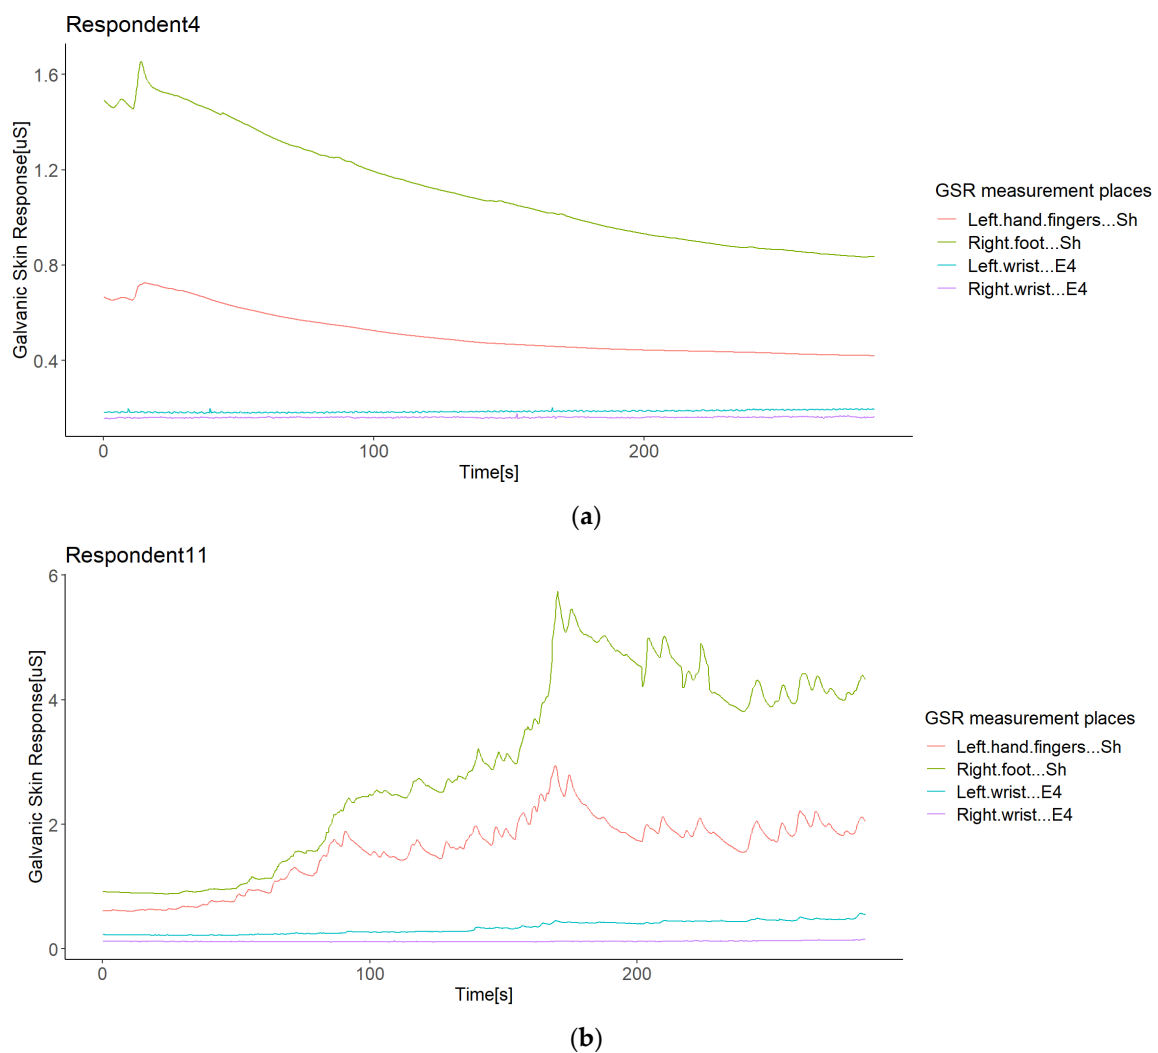 Respondent4
Galvanic Skin Response[uS]
1.6
1.2
0.8
0.4
0
100
200
Time[s]
GSR measurement places
Left.hand.fingers...Sh
Right.foot...Sh
Left.wrist...E4
Right.wrist...E4
(a)
Respondent11
Galvanic Skin Response[uS]
6
4
2
0
0
100
200
Time[s]
GSR measurement places
Left.hand.fingers...Sh
Right.foot...Sh
Left.wrist...E4
Right.wrist...E4
(b)